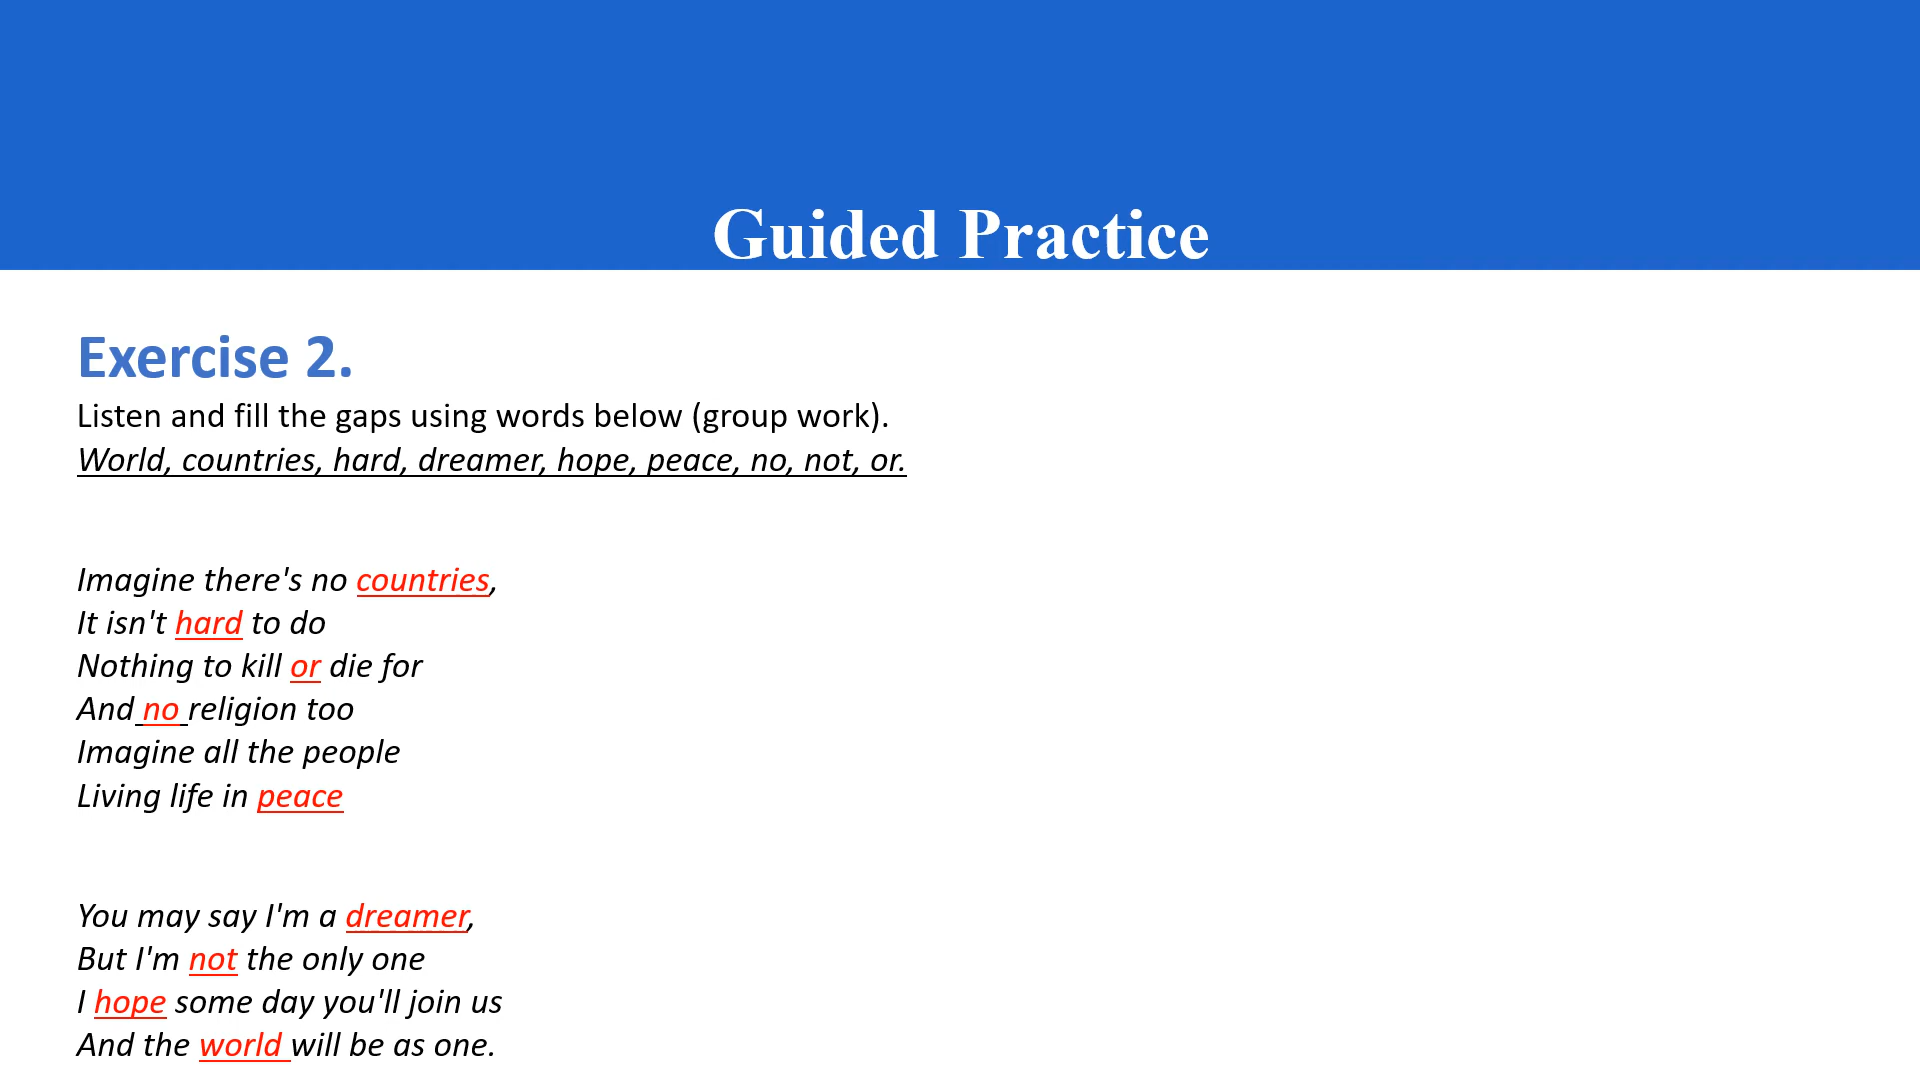 Guided Practice
Exercise 2.
Listen and fill the gaps using words below (group work).
World, countries, hard, dreamer, hope, peace, no, not, or.
Imagine there's no countries,
It isn't hard to do
Nothing to kill or die for
And no religion too
Imagine all the people
Living life in peace
You may say I'm a dreamer,
But I'm not the only one
I hope some day you'll join us
And the world will be as one.